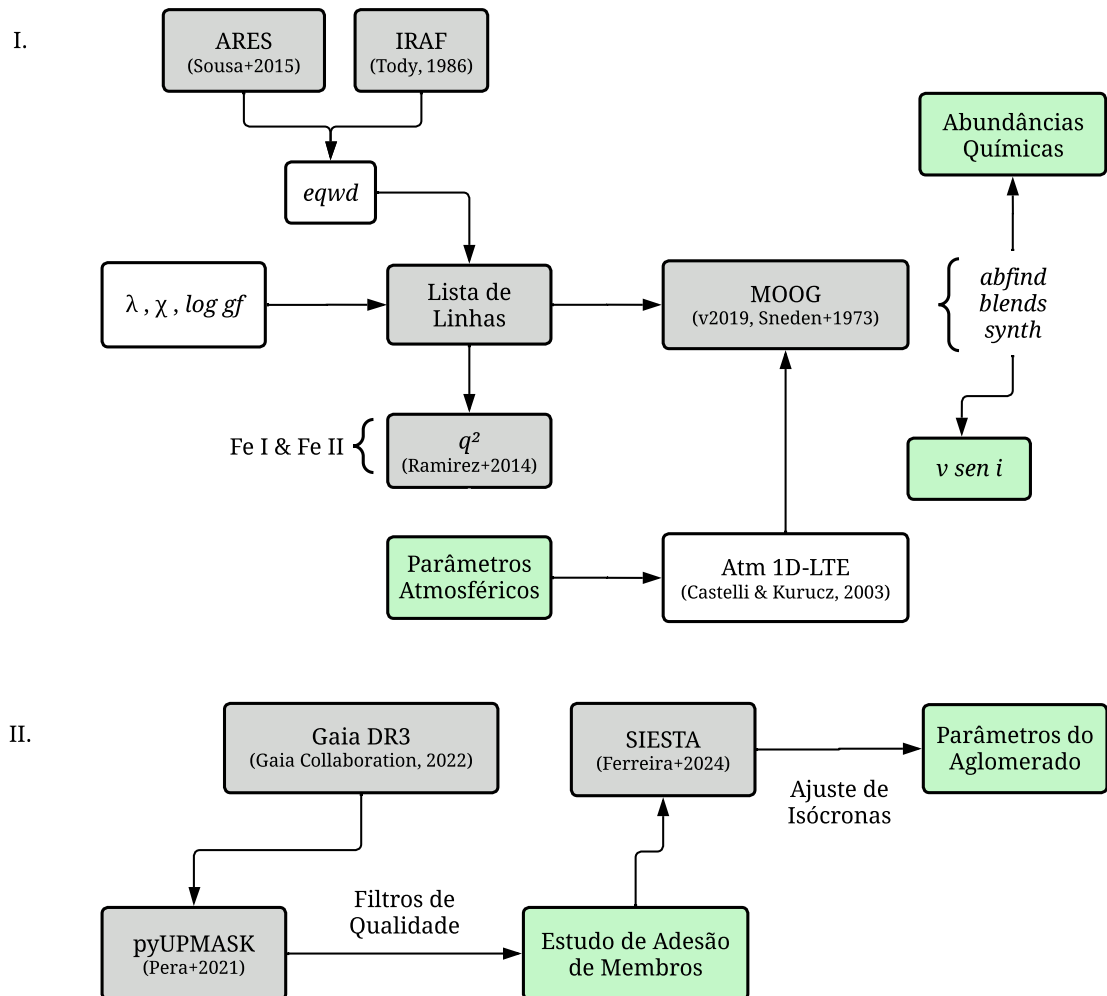 I.
ARES
(Sousa+2015)
IRAF
(Tody, 1986)
Abundâncias
Químicas
eqwd
λ , χ , log gf
Lista de
Linhas
MOOG
(v2019, Sneden+1973)
abfind
blends
synth
Fe I & Fe II
q²
(Ramirez+2014)
v sen i
Parâmetros
Atmosféricos
Atm 1D-LTE
(Castelli & Kurucz, 2003)
II.
Gaia DR3
(Gaia Collaboration, 2022)
SIESTA
(Ferreira+2024)
Parâmetros do
Aglomerado
Ajuste de
Isócronas
Filtros de
Qualidade
pyUPMASK
(Pera+2021)
Estudo de Adesão
de Membros